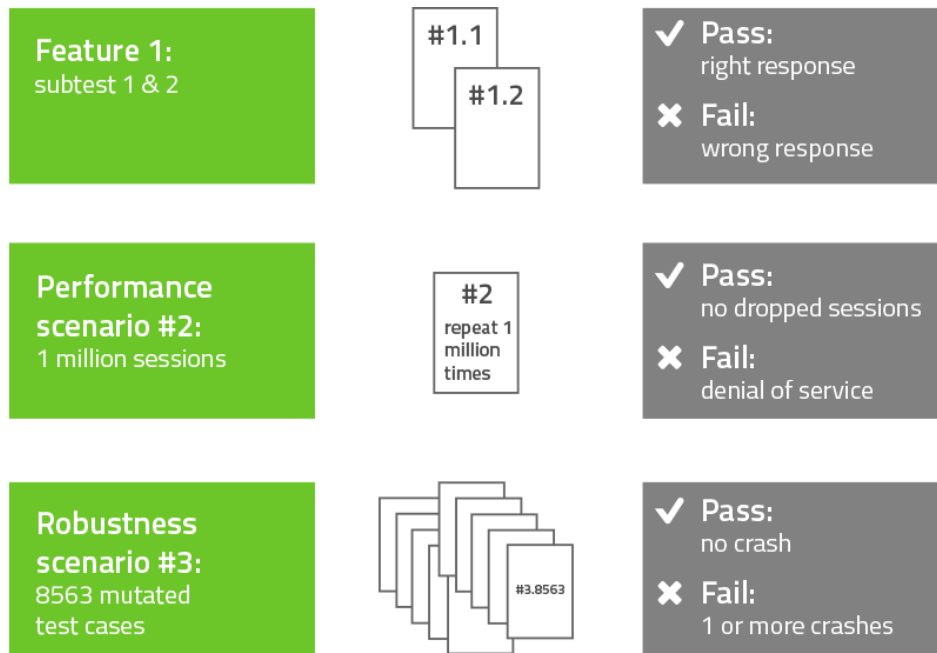 Feature 1:
subtest 1 & 2
#1.1
#1.2
Pass:
right response
Fail:
wrong response
Performance
scenario #2:
1 million sessions
#2
repeat 1
million
times
Pass:
no dropped sessions
Fail:
denial of service
Robustness
scenario #3:
8563 mutated
test cases
#3.8563
Pass:
no crash
Fail:
1 or more crashes